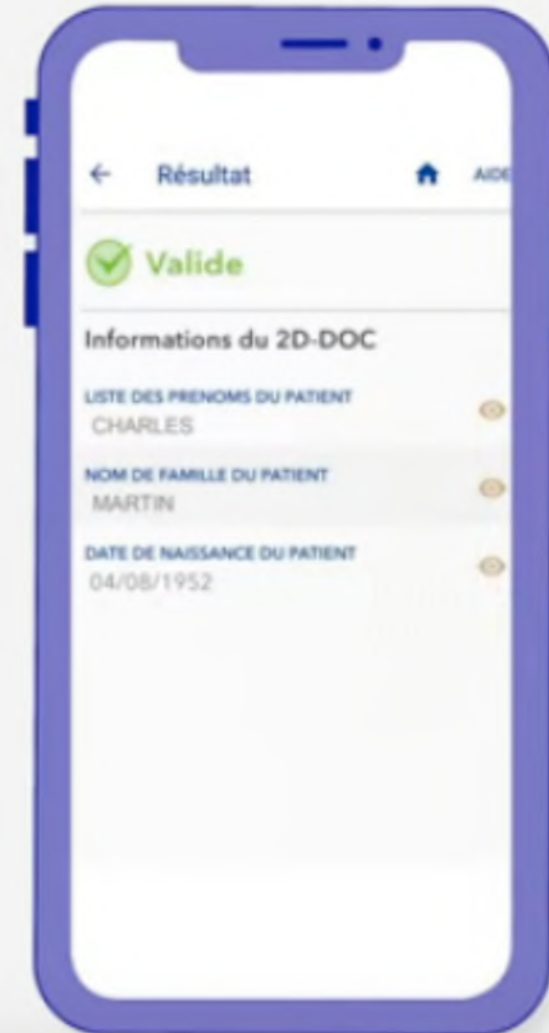 Résultat AIDE
Valide
Informations du 2D-DOC
LISTE DES PRENOMS DU PATIENT
CHARLES
NOM DE FAMILLE DU PATIENT
MARTIN
DATE DE NAISSANCE DU PATIENT
04/08/1952